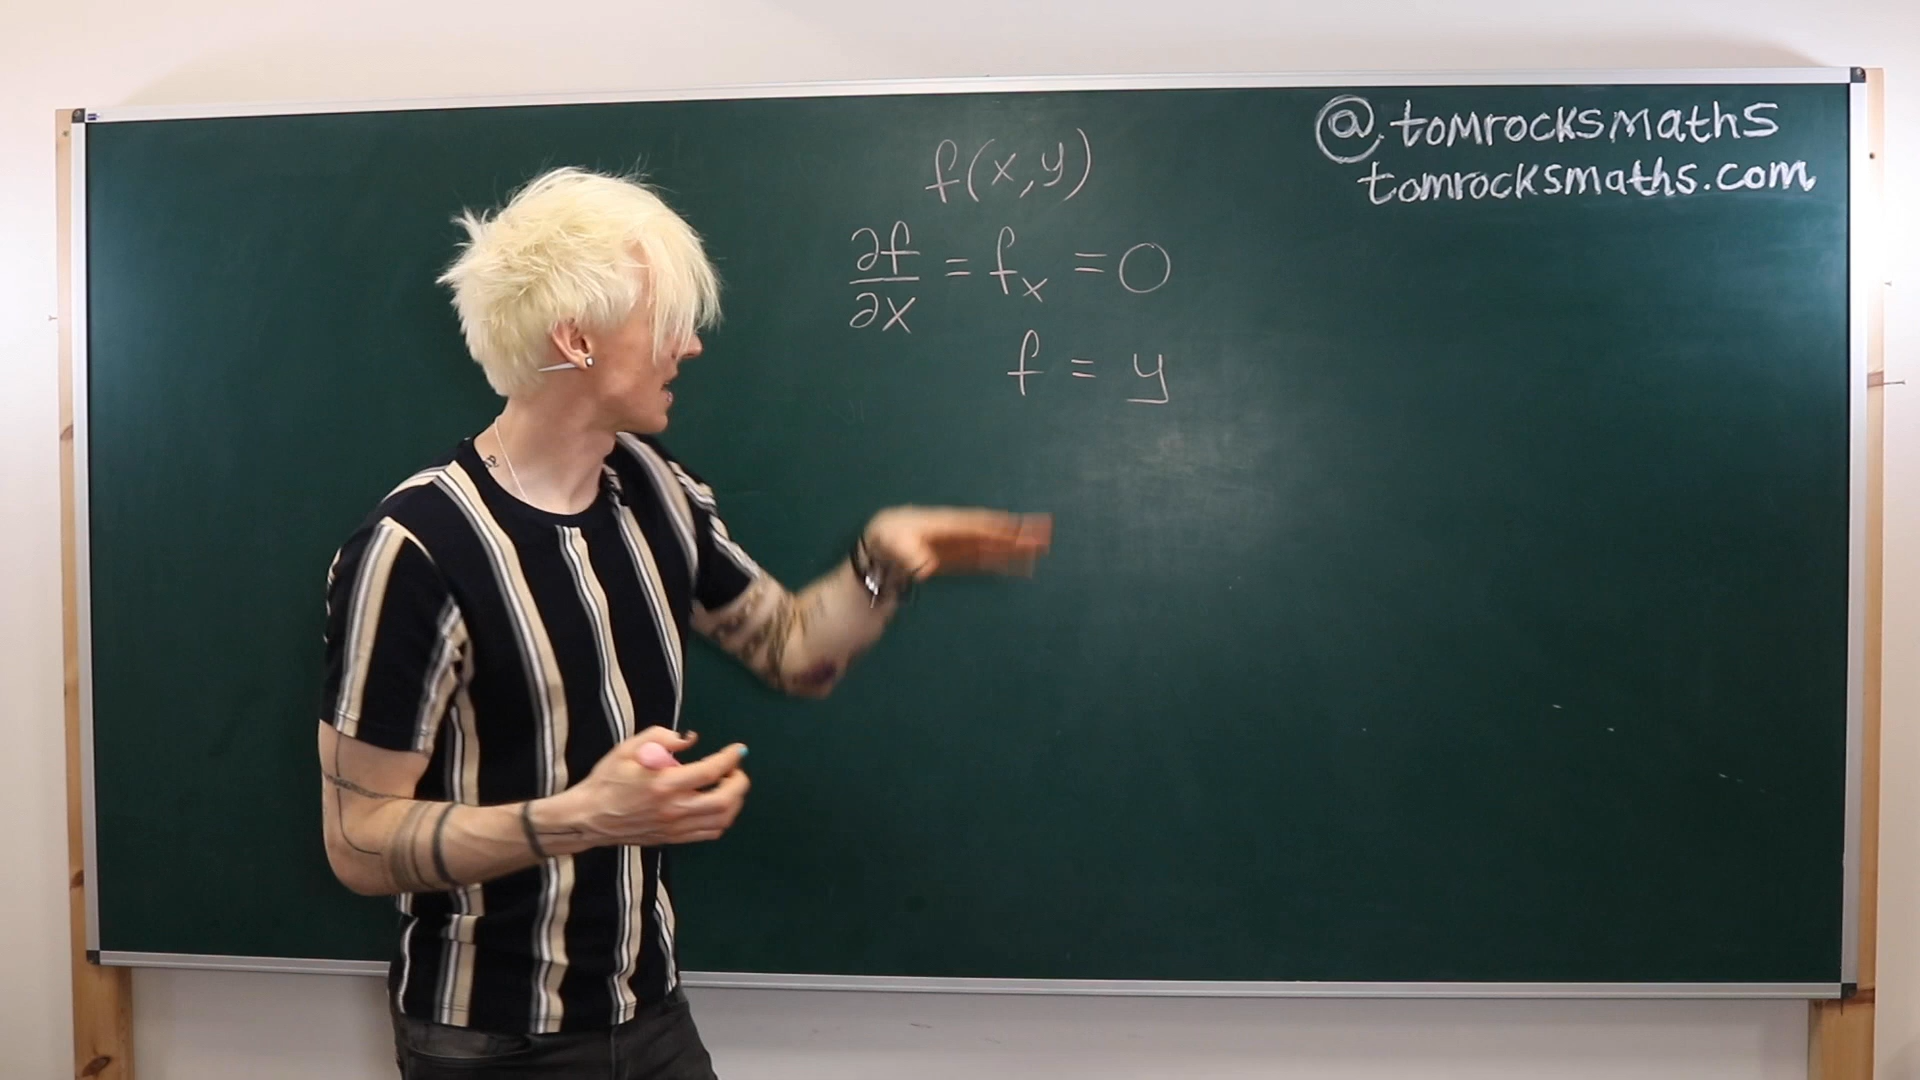 @tomrocksmaths
tomrocksmaths.com
f(x,y)
∂f/∂x = fₓ = 0
f = y